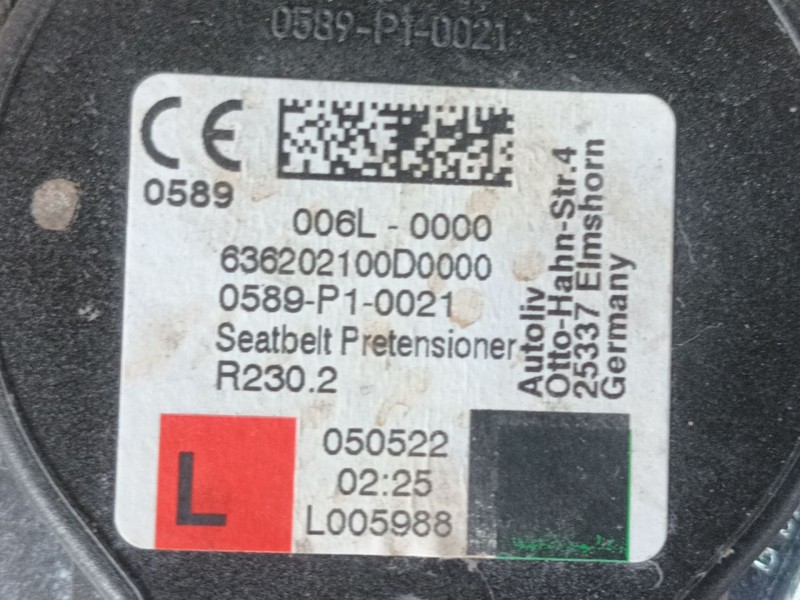 0589-P1-0021
CE
0589
006L - 0000
636202100D0000
0589-P1-0021
Seatbelt Pretensioner
R230.2
Autoliv
Otto-Hahn-Str.4
25337 Elmshorn
Germany
L
050522
02:25
L005988